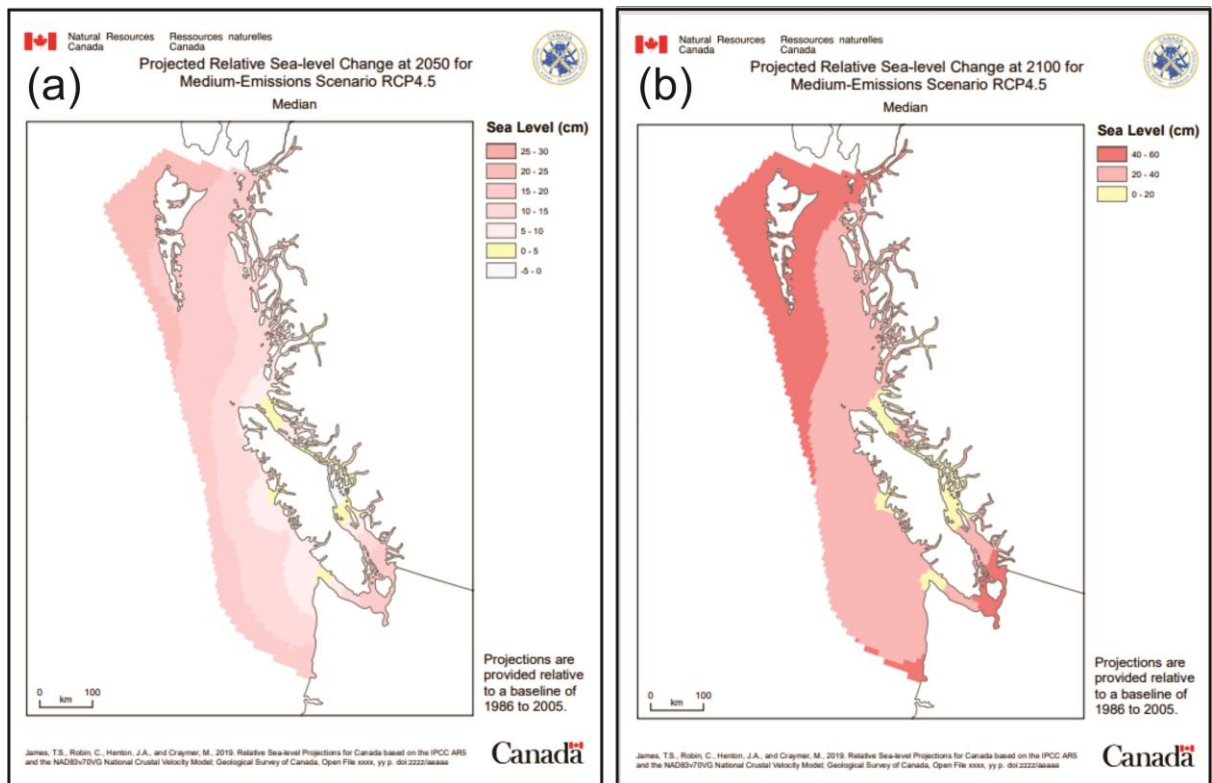 (a)
Natural Resources Canada
Ressources naturelles Canada
Projected Relative Sea-level Change at 2050 for
Medium-Emissions Scenario RCP4.5
Median
Sea Level (cm)
25 - 30
20 - 25
15 - 20
10 - 15
5 - 10
0 - 5
-5 - 0
0 100
km
Projections are
provided relative
to a baseline of
1986 to 2005.
James, T.S., Robin, C., Henton, J.A., and Craymer, M., 2019. Relative Sea-level Projections for Canada based on the IPCC AR5
and the NAD83v70VG National Crustal Velocity Model; Geological Survey of Canada, Open File xxxx, yy p. doi:zzzz/aaaaa
Canada
(b)
Natural Resources Canada
Ressources naturelles Canada
Projected Relative Sea-level Change at 2100 for
Medium-Emissions Scenario RCP4.5
Median
Sea Level (cm)
40 - 60
20 - 40
0 - 20
0 100
km
Projections are
provided relative
to a baseline of
1986 to 2005.
James, T.S., Robin, C., Henton, J.A., and Craymer, M., 2019. Relative Sea-level Projections for Canada based on the IPCC AR5
and the NAD83v70VG National Crustal Velocity Model; Geological Survey of Canada, Open File xxxx, yy p. doi:zzzz/aaaaa
Canada